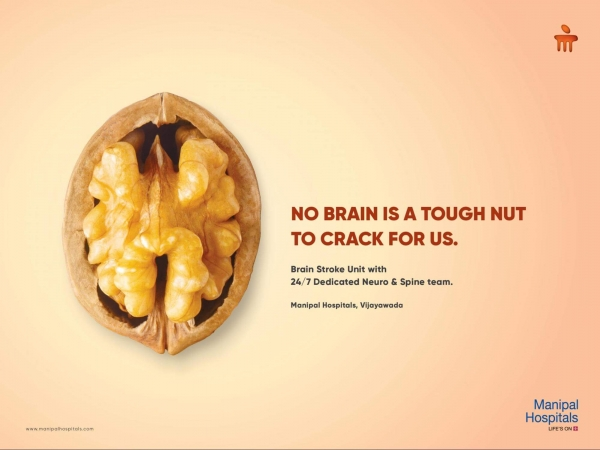 NO BRAIN IS A TOUGH NUT
TO CRACK FOR US.
Brain Stroke Unit with
24/7 Dedicated Neuro & Spine team.
Manipal Hospitals, Vijayawada
www.manipalhospitals.com
Manipal
Hospitals
LIFE'S ON